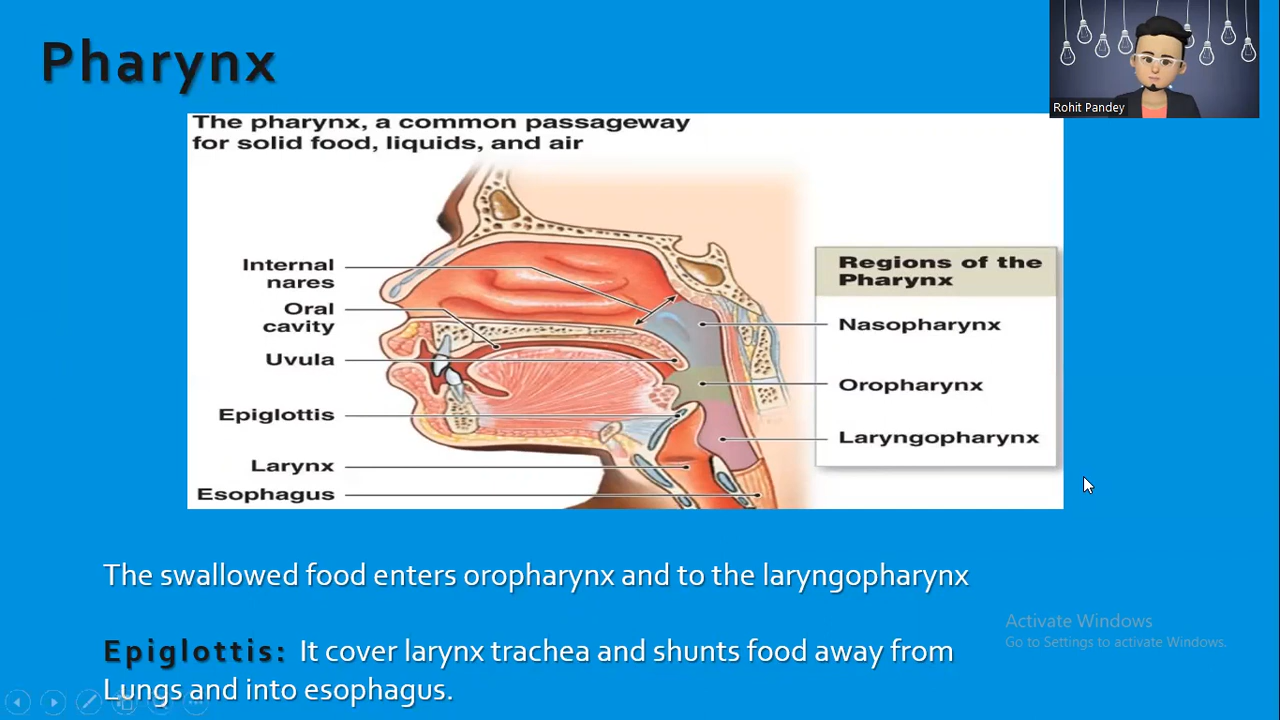 Pharynx
Rohit Pandey
The pharynx, a common passageway
for solid food, liquids, and air
Internal
nares
Oral
cavity
Uvula
Epiglottis
Larynx
Esophagus
Regions of the
Pharynx
Nasopharynx
Oropharynx
Laryngopharynx
The swallowed food enters oropharynx and to the laryngopharynx
Activate Windows
Go to Settings to activate Windows.
Epiglottis: It cover larynx trachea and shunts food away from
Lungs and into esophagus.